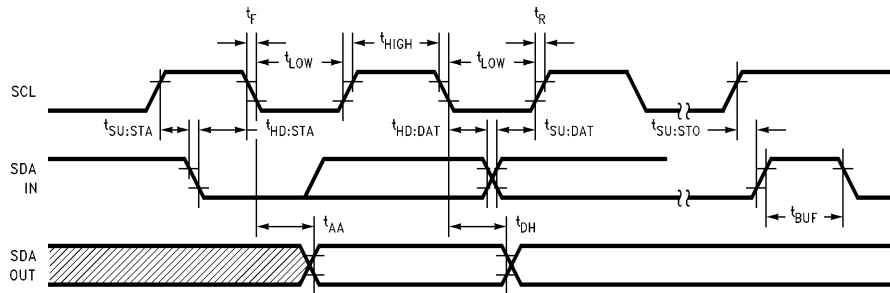 tF
tR
tLOW
tHIGH
tLOW
SCL
tSU:STA
tHD:STA
tHD:DAT
tSU:DAT
tSU:STO
SDA
IN
tBUF
tAA
tDH
SDA
OUT